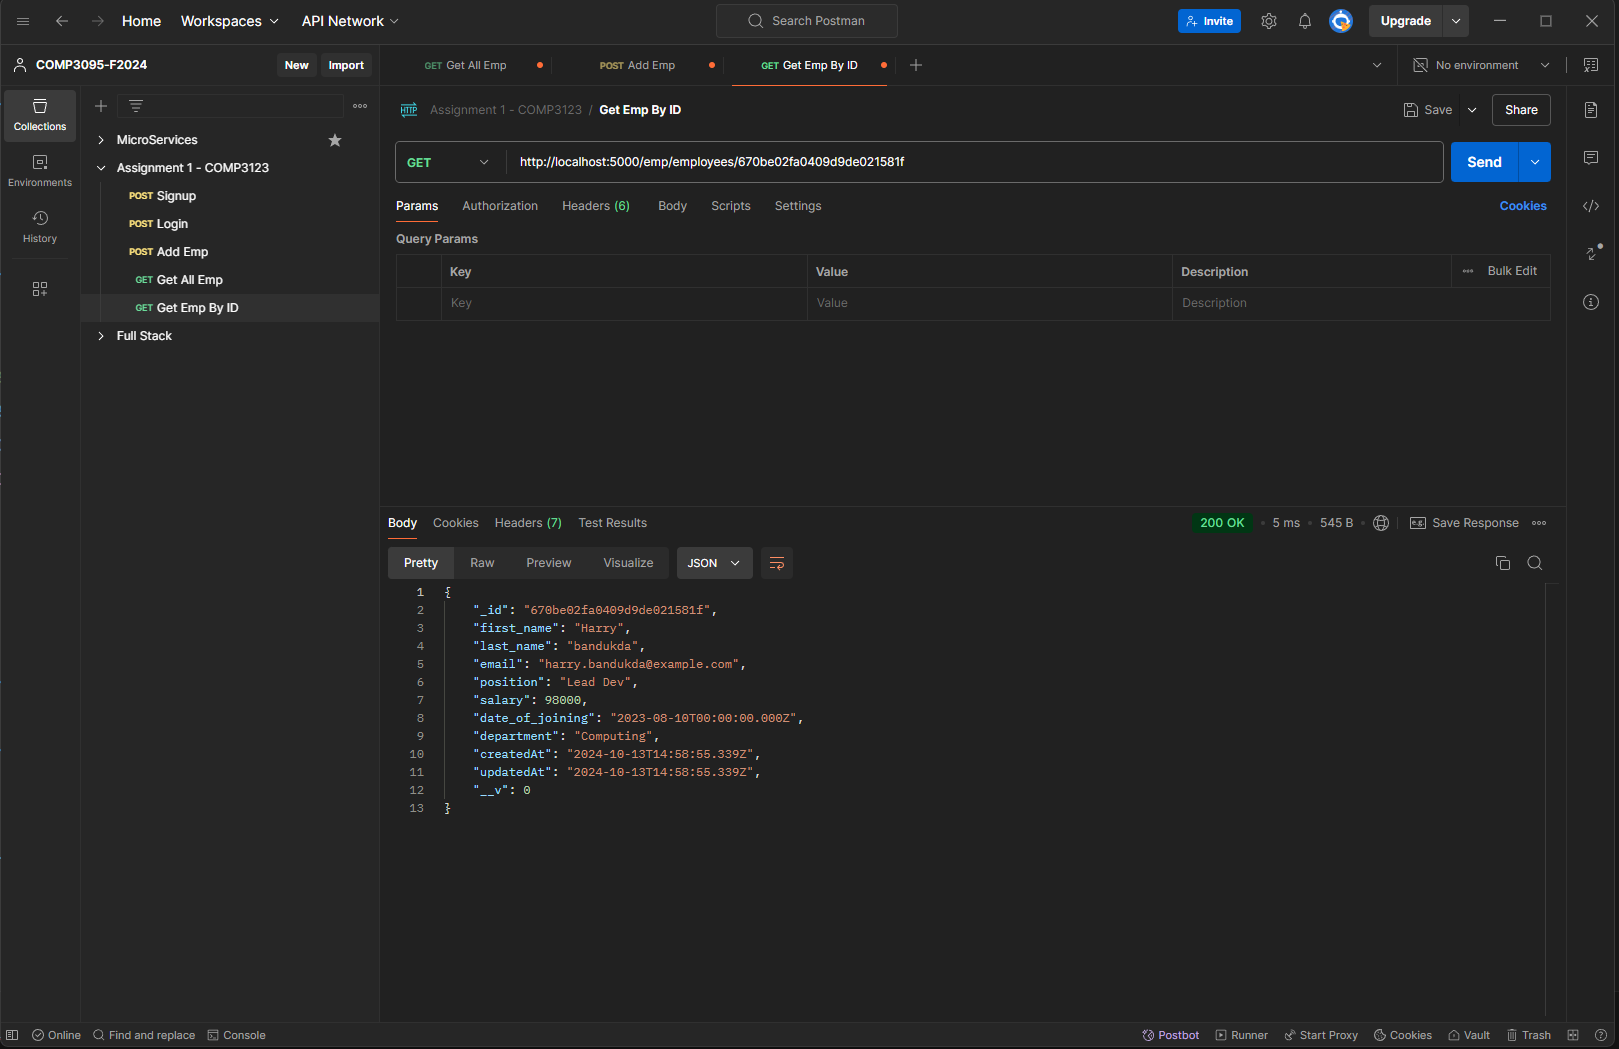 Home Workspaces API Network Search Postman Invite Upgrade
COMP3095-F2024 New Import GET Get All Emp POST Add Emp GET Get Emp By ID No environment
Collections
Environments
History
MicroServices
Assignment 1 - COMP3123
POST Signup
POST Login
POST Add Emp
GET Get All Emp
GET Get Emp By ID
Full Stack
HTTP Assignment 1 - COMP3123 / Get Emp By ID Save Share
GET http://localhost:5000/emp/employees/670be02fa0409d9de021581f Send
Params Authorization Headers (6) Body Scripts Settings Cookies
Query Params
Key Value Description Bulk Edit
Key Value Description
Body Cookies Headers (7) Test Results 200 OK 5 ms 545 B e.g. Save Response
Pretty Raw Preview Visualize JSON
1 {
2 "_id": "670be02fa0409d9de021581f",
3 "first_name": "Harry",
4 "last_name": "bandukda",
5 "email": "harry.bandukda@example.com",
6 "position": "Lead Dev",
7 "salary": 98000,
8 "date_of_joining": "2023-08-10T00:00:00.000Z",
9 "department": "Computing",
10 "createdAt": "2024-10-13T14:58:55.339Z",
11 "updatedAt": "2024-10-13T14:58:55.339Z",
12 "__v": 0
13 }
Online Find and replace Console Postbot Runner Start Proxy Cookies Vault Trash